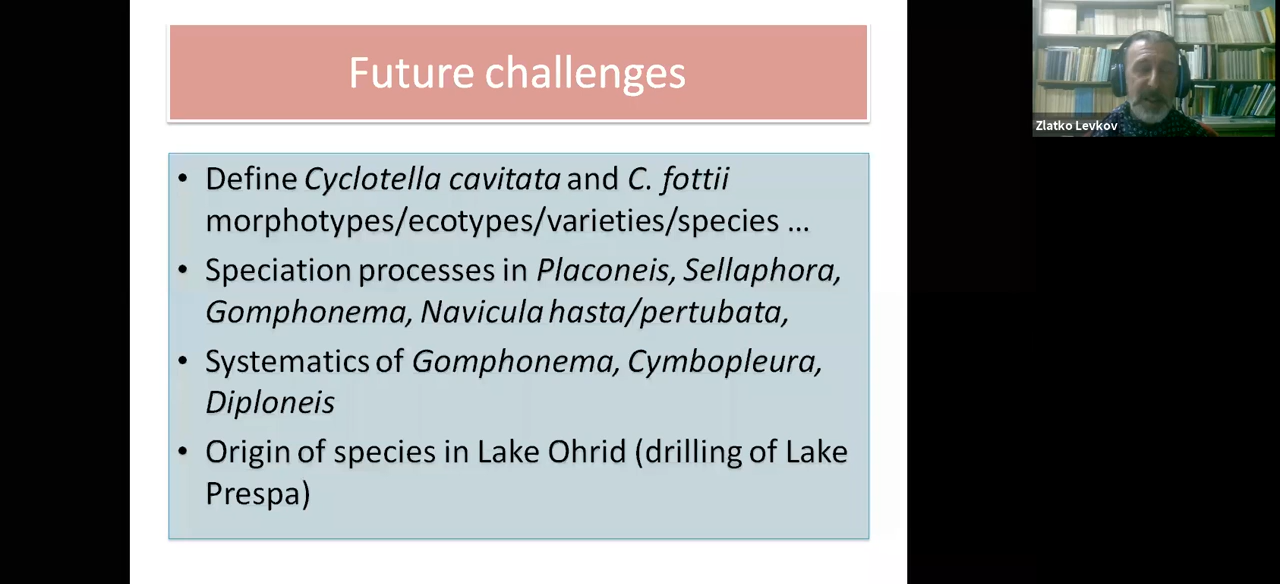 Future challenges
Zlatko Levkov
• Define Cyclotella cavitata and C. fottii
morphotypes/ecotypes/varieties/species ...
• Speciation processes in Placoneis, Sellaphora,
Gomphonema, Navicula hasta/pertubata,
• Systematics of Gomphonema, Cymbopleura,
Diploneis
• Origin of species in Lake Ohrid (drilling of Lake
Prespa)